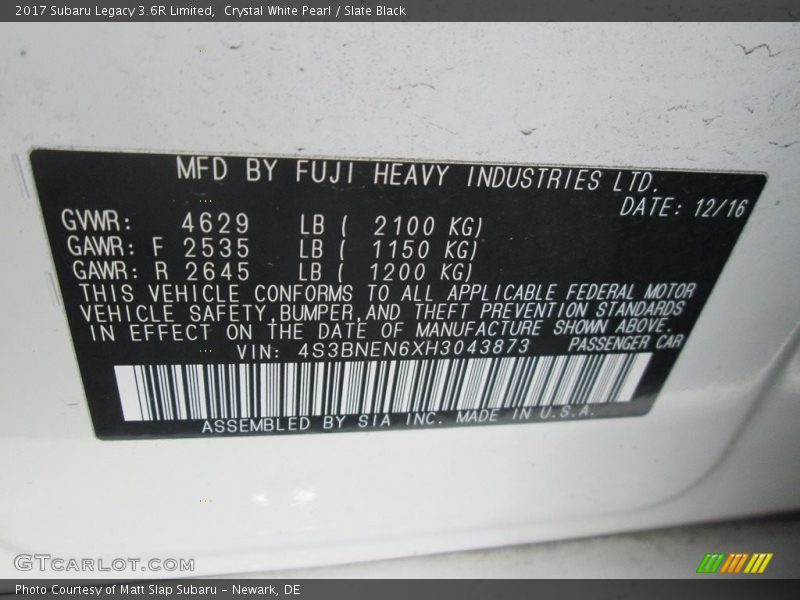 2017 Subaru Legacy 3.6R Limited,  Crystal White Pearl / Slate Black
MFD BY FUJI HEAVY INDUSTRIES LTD.
DATE: 12/16
GVWR: 4629 LB ( 2100 KG)
GAWR: F 2535 LB ( 1150 KG)
GAWR: R 2645 LB ( 1200 KG)
THIS VEHICLE CONFORMS TO ALL APPLICABLE FEDERAL MOTOR
VEHICLE SAFETY,BUMPER,AND THEFT PREVENTION STANDARDS
IN EFFECT ON THE DATE OF MANUFACTURE SHOWN ABOVE.
VIN: 4S3BNEN6XH3043873 PASSENGER CAR
ASSEMBLED BY SIA INC. MADE IN U.S.A.
GTCARLOT.COM
Photo Courtesy of Matt Slap Subaru - Newark, DE